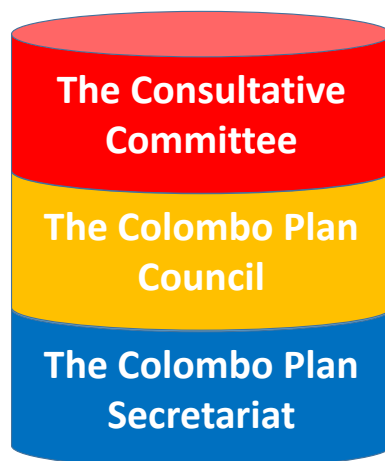 The Consultative
Committee
The Colombo Plan
Council
The Colombo Plan
Secretariat